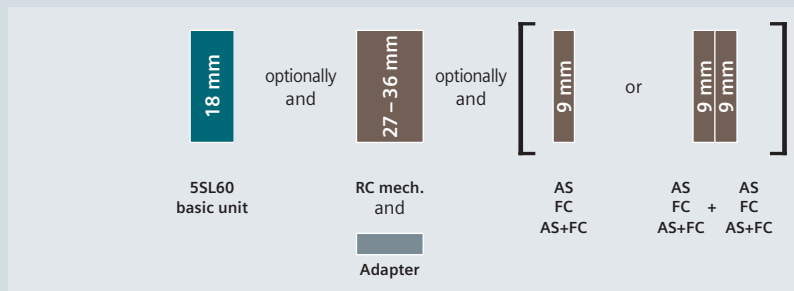 18 mm
optionally
and
27 – 36 mm
optionally
and
9 mm
or
9 mm
9 mm
5SL60
basic unit
RC mech.
and
Adapter
AS
FC
AS+FC
AS AS
FC + FC
AS+FC AS+FC